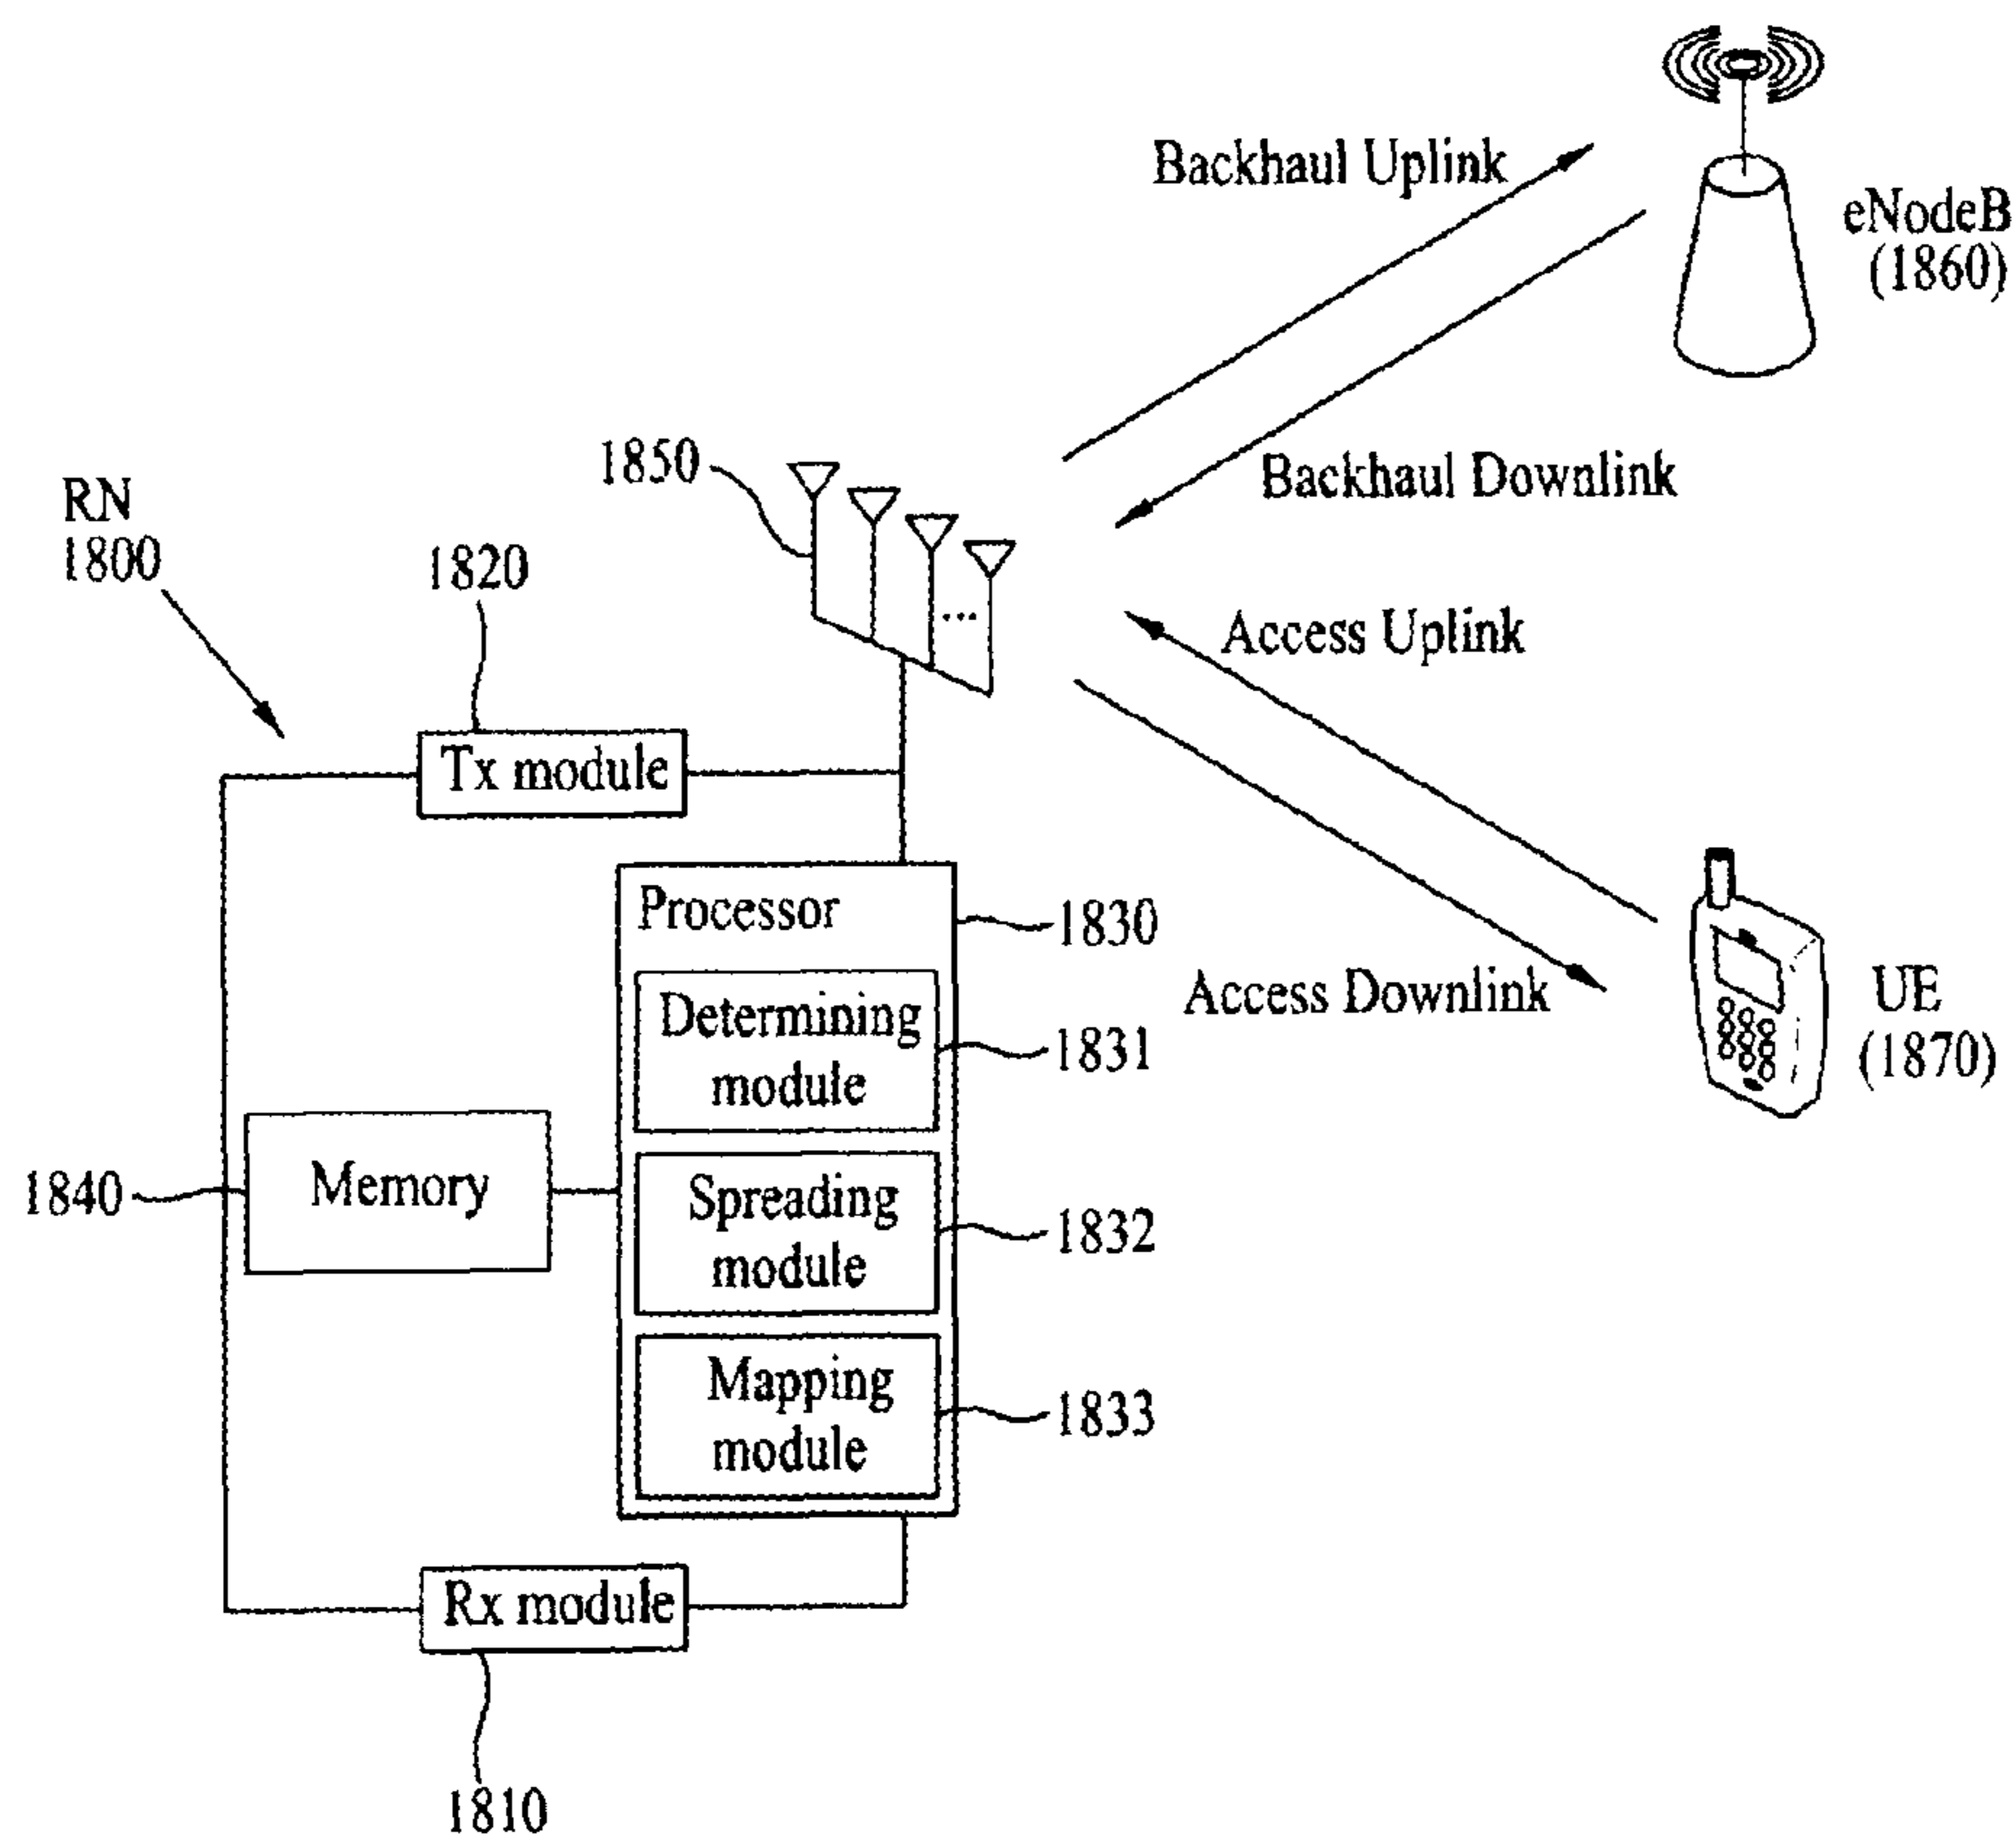 Backhaul Uplink
eNodeB
(1860)
1850
Backhaul Downlink
RN
1800
1820
...
Access Uplink
Tx module
Processor
1830
Access Downlink
UE
(1870)
Determining
module
1831
1840
Memory
Spreading
module
1832
Mapping
module
1833
Rx module
1810